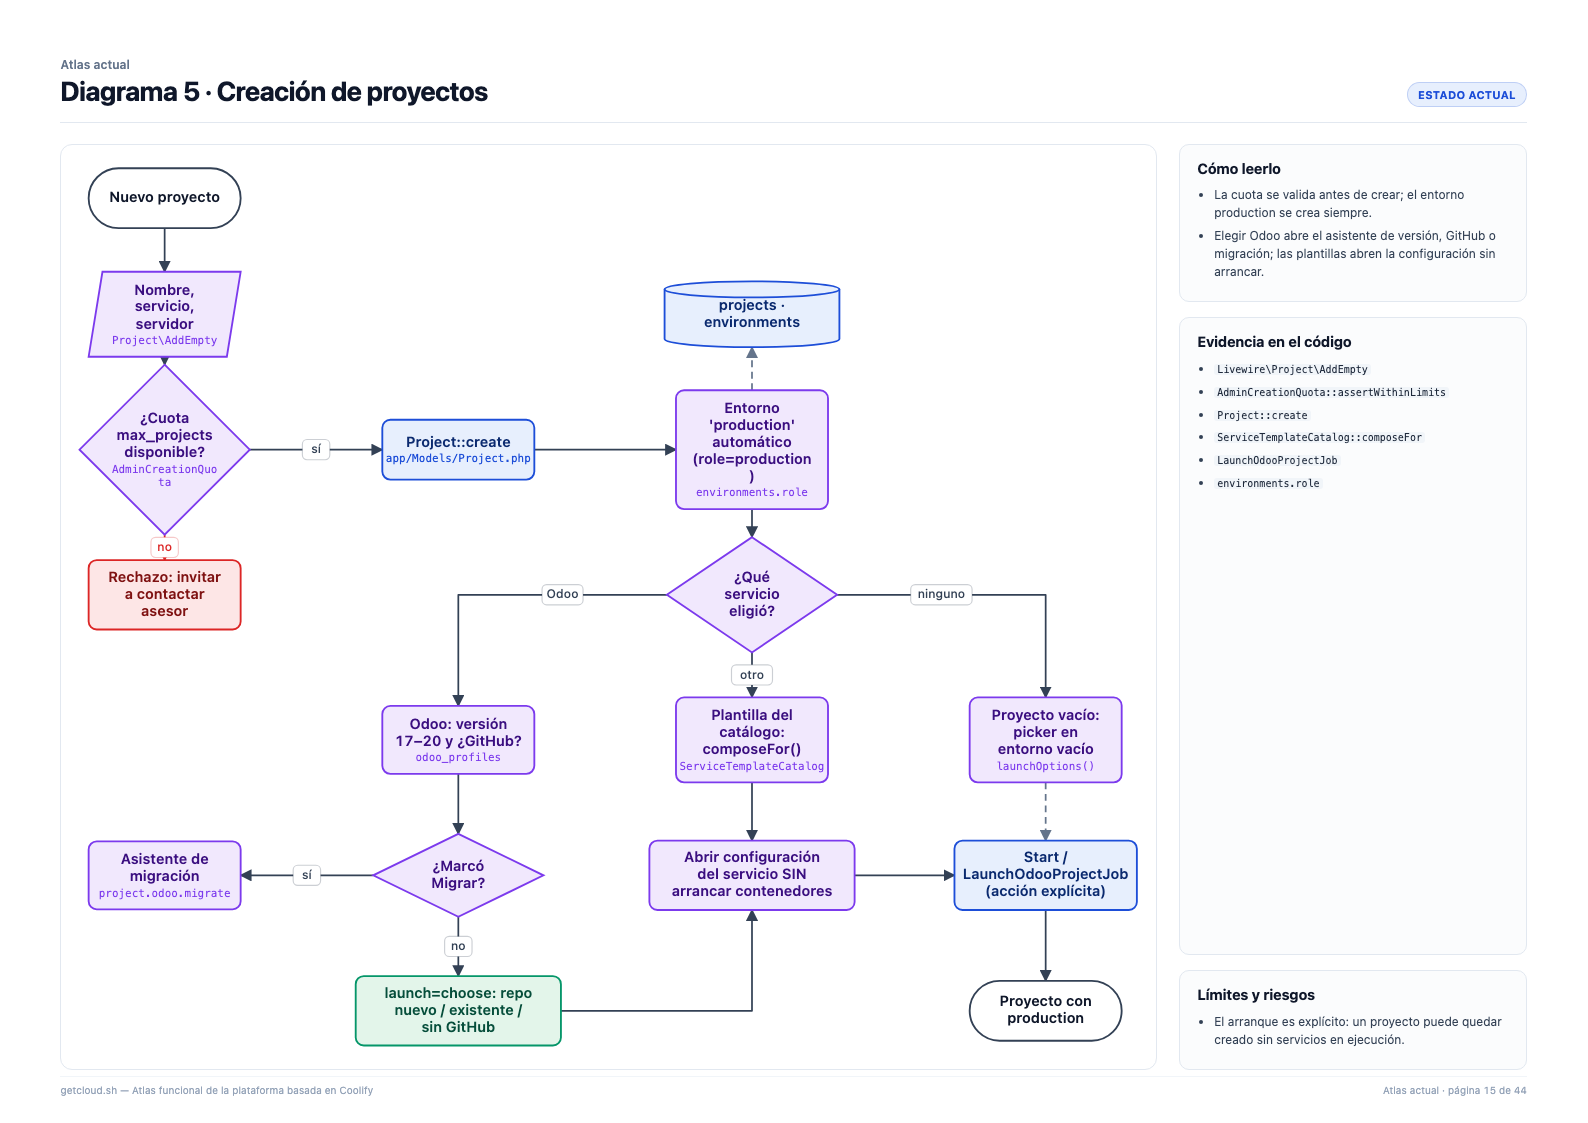 Atlas actual
Diagrama 5 · Creación de proyectos
ESTADO ACTUAL
Nuevo proyecto
Nombre,
servicio,
servidor
Project\AddEmpty
¿Cuota
max_projects
disponible?
AdminCreationQuo
ta
sí
no
Rechazo: invitar
a contactar
asesor
Project::create
app/Models/Project.php
projects ·
environments
Entorno
'production'
automático
(role=production
)
environments.role
¿Qué
servicio
eligió?
Odoo
otro
ninguno
Odoo: versión
17–20 y ¿GitHub?
odoo_profiles
Plantilla del
catálogo:
composeFor()
ServiceTemplateCatalog
Proyecto vacío:
picker en
entorno vacío
launchOptions()
Asistente de
migración
project.odoo.migrate
sí
¿Marcó
Migrar?
no
Abrir configuración
del servicio SIN
arrancar contenedores
Start /
LaunchOdooProjectJob
(acción explícita)
launch=choose: repo
nuevo / existente /
sin GitHub
Proyecto con
production
Cómo leerlo
• La cuota se valida antes de crear; el entorno
production se crea siempre.
• Elegir Odoo abre el asistente de versión, GitHub o
migración; las plantillas abren la configuración sin
arrancar.
Evidencia en el código
• Livewire\Project\AddEmpty
• AdminCreationQuota::assertWithinLimits
• Project::create
• ServiceTemplateCatalog::composeFor
• LaunchOdooProjectJob
• environments.role
Límites y riesgos
• El arranque es explícito: un proyecto puede quedar
creado sin servicios en ejecución.
getcloud.sh — Atlas funcional de la plataforma basada en Coolify
Atlas actual · página 15 de 44